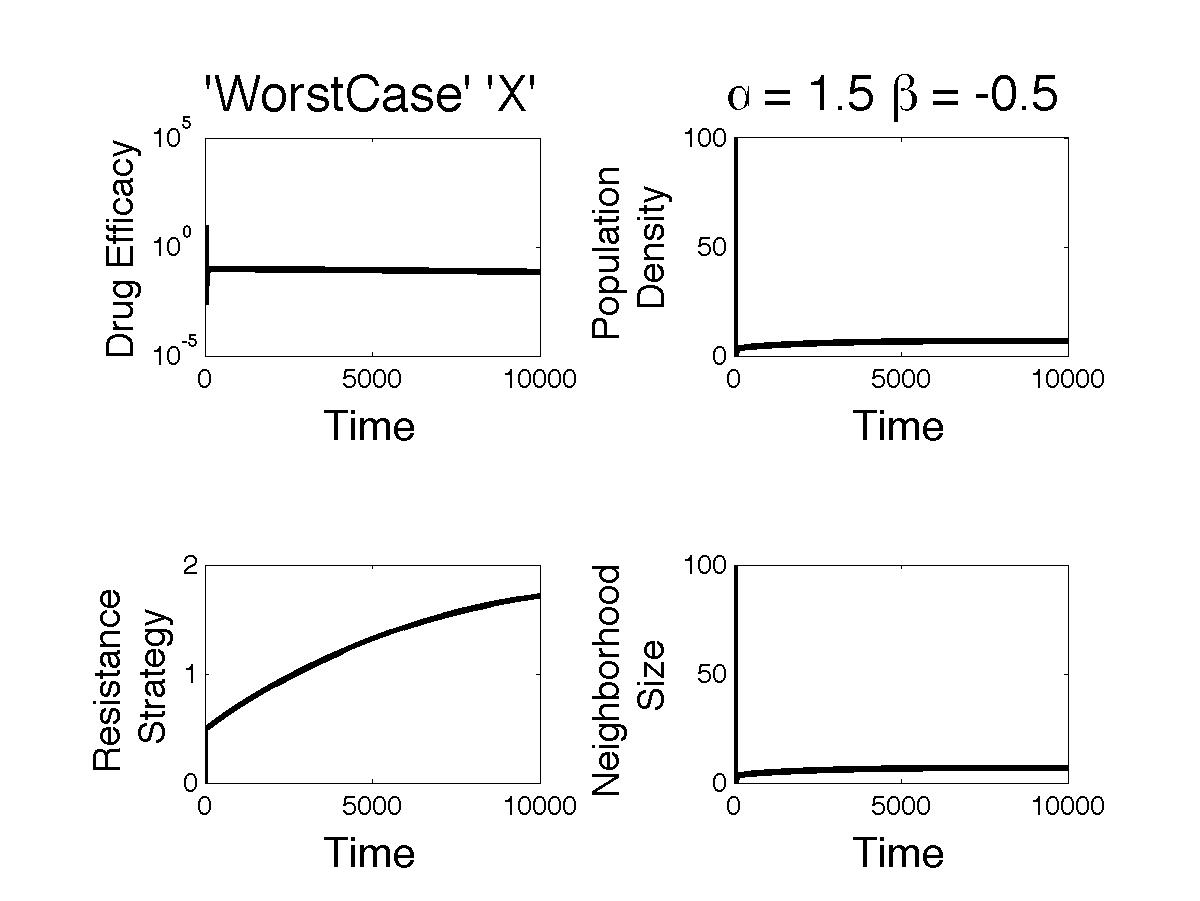 'WorstCase' 'X'
Drug Efficacy
10^5
10^0
10^-5
0 5000 10000
Time
α = 1.5 β = -0.5
Population
Density
100
50
0
0 5000 10000
Time
Resistance
Strategy
2
1
0
0 5000 10000
Time
Neighborhood
Size
100
50
0
0 5000 10000
Time